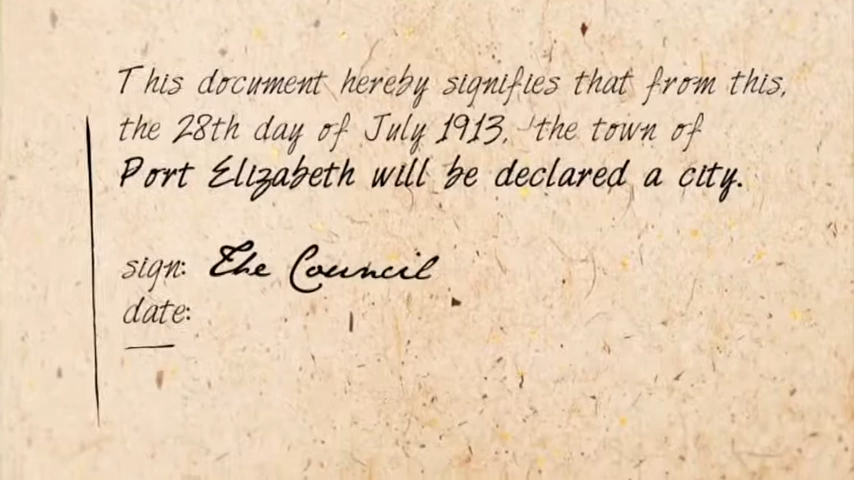 This document hereby signifies that from this,
the 28th day of July 1913, the town of
Port Elizabeth will be declared a city.
sign: The Council
date: